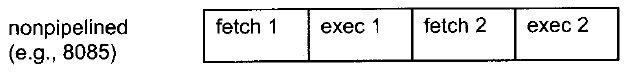 nonpipelined
(e.g., 8085)
fetch 1 exec 1 fetch 2 exec 2